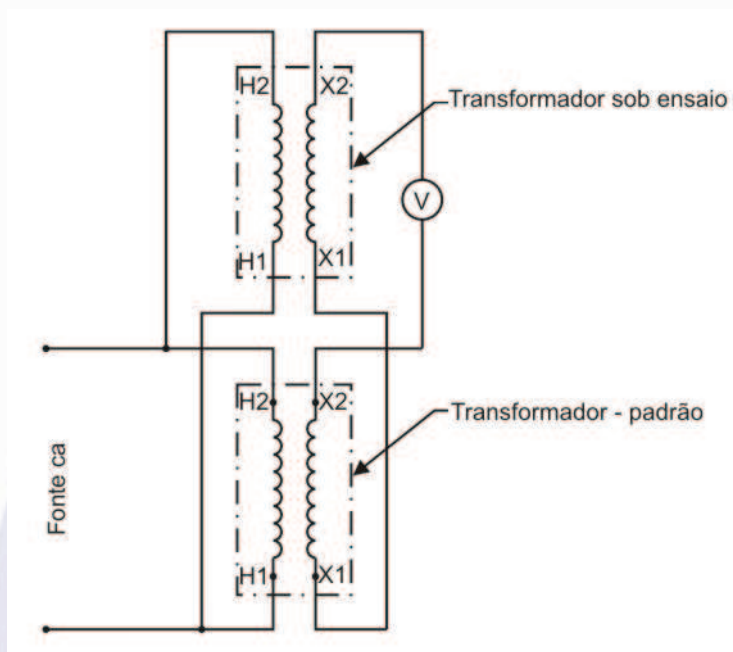 H2 X2
Transformador sob ensaio
V
H1 X1
H2 X2
Transformador - padrão
Fonte ca
H1 X1